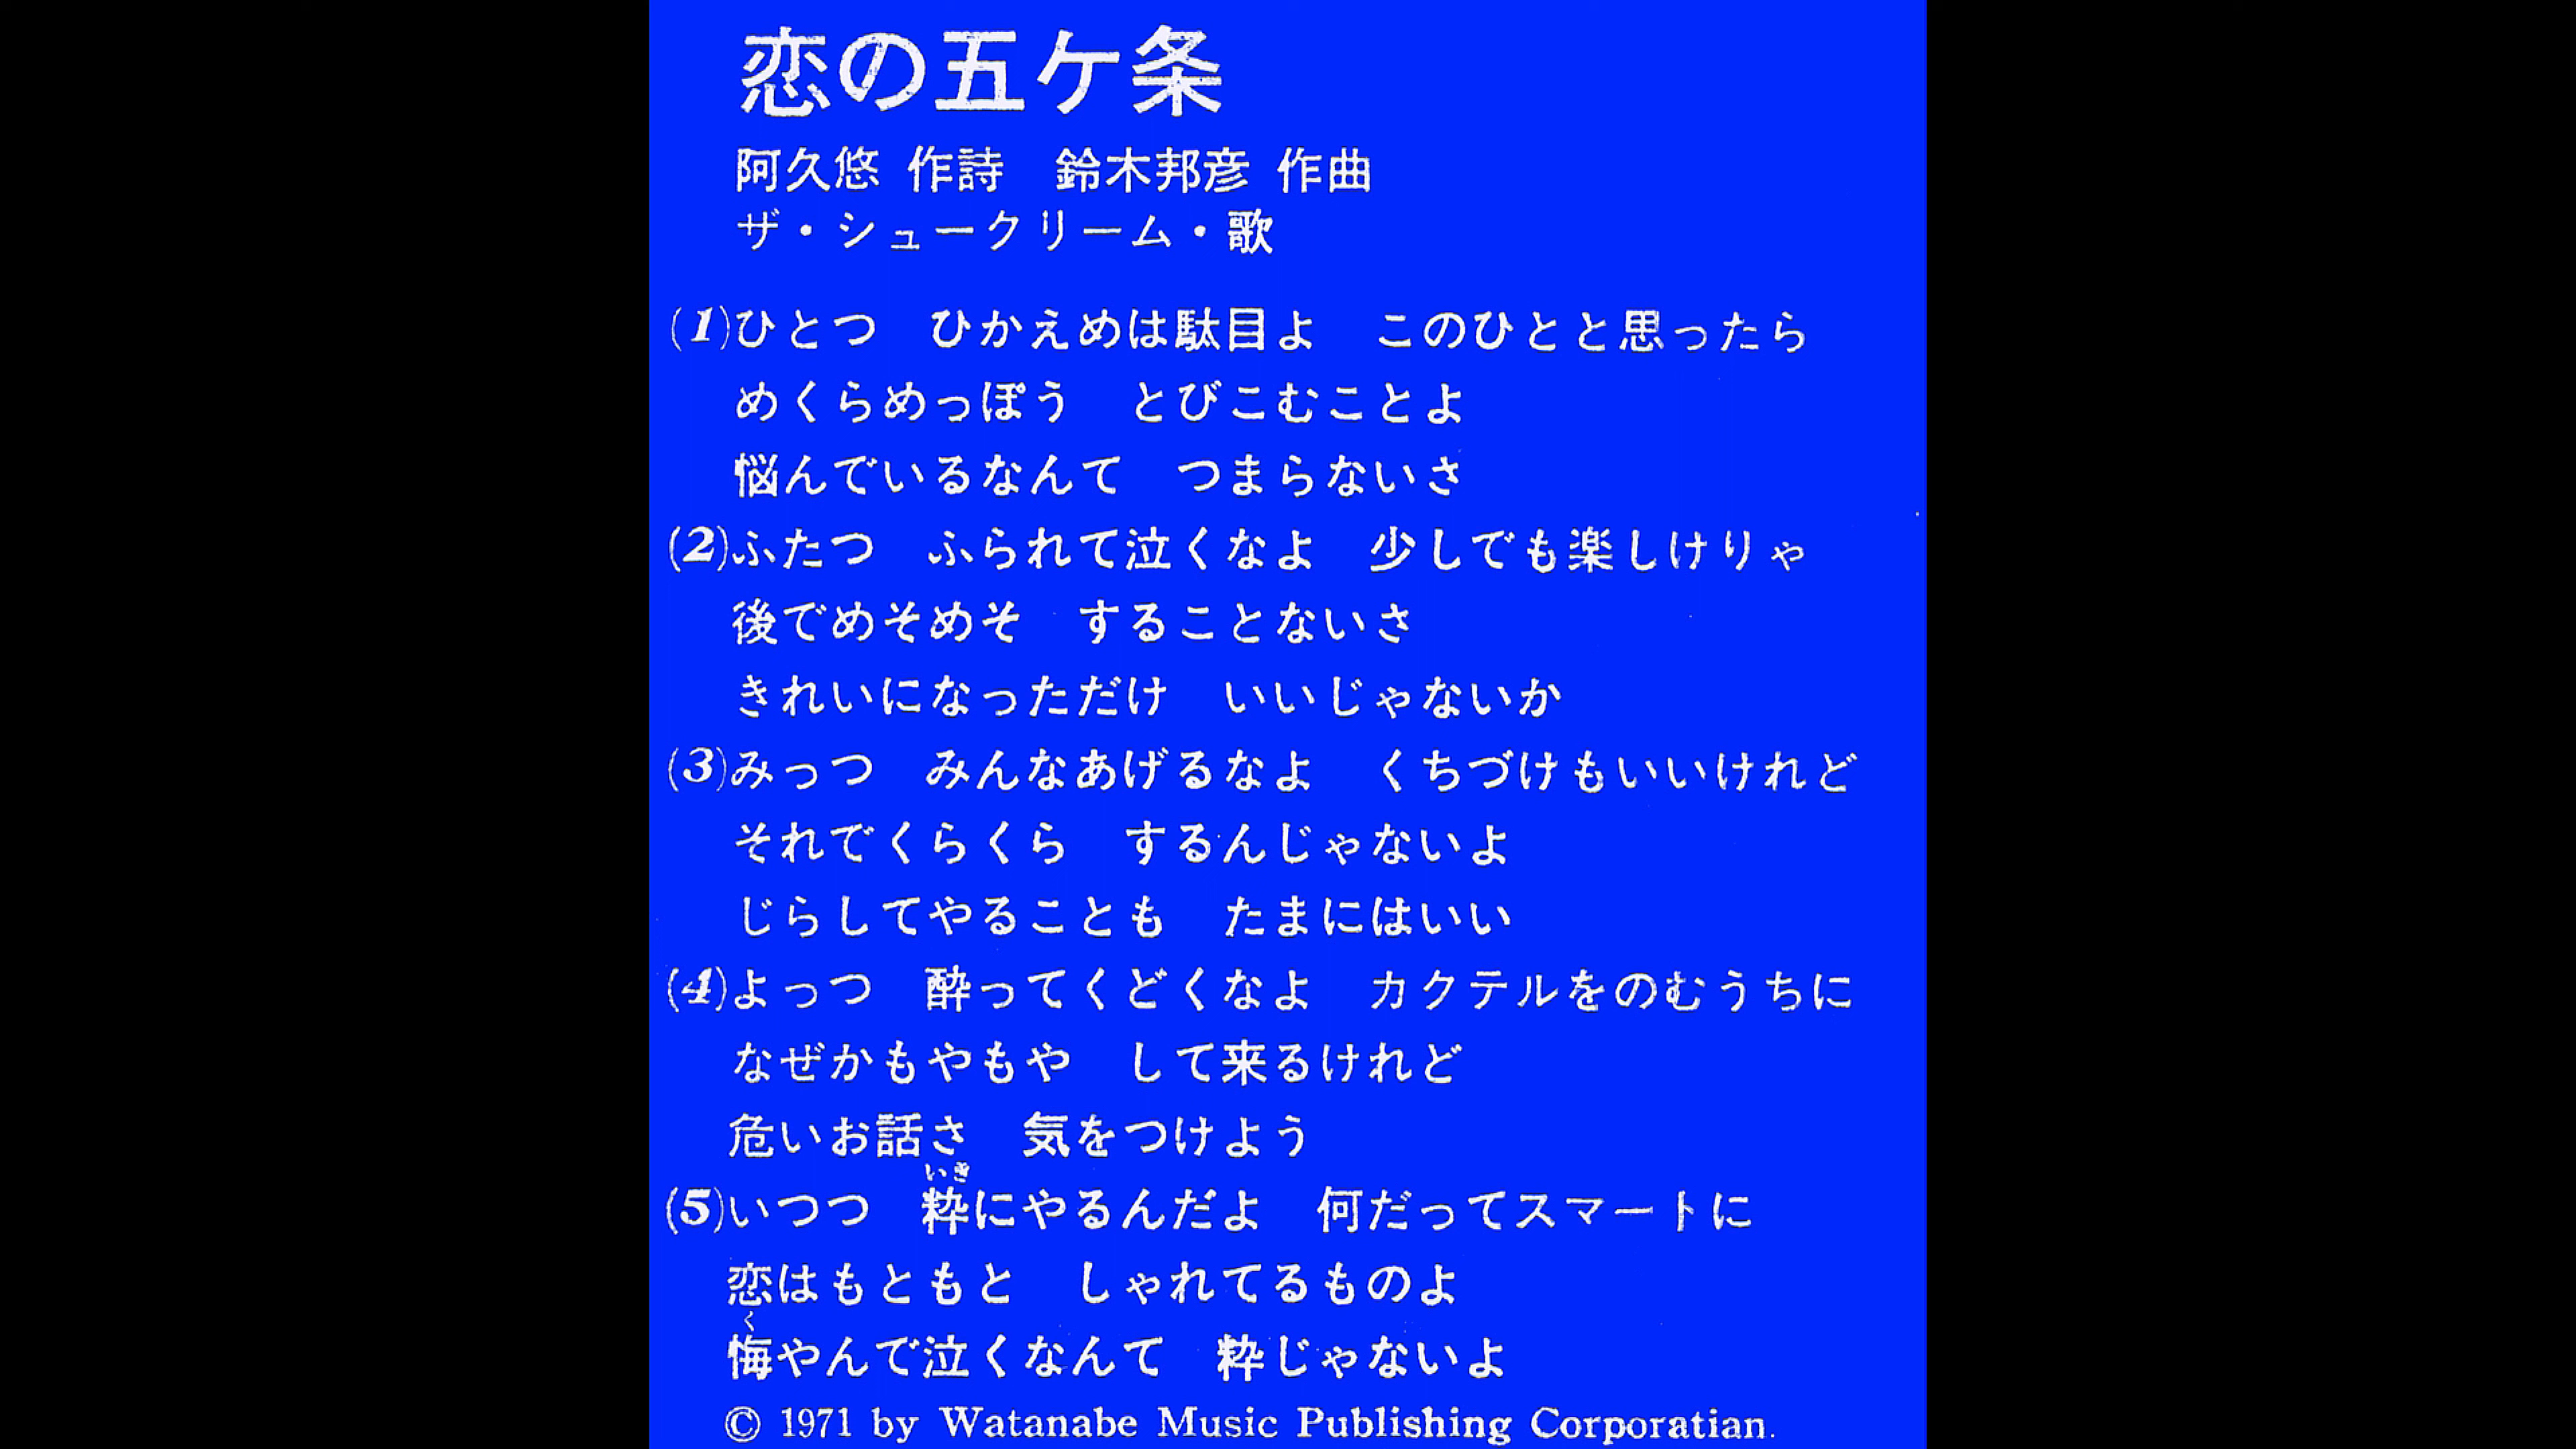 恋の五ケ条
阿久悠 作詩　鈴木邦彦 作曲
ザ・シュークリーム・歌
(1)ひとつ　ひかえめは駄目よ　このひとと思ったら
めくらめっぽう　とびこむことよ
悩んでいるなんて　つまらないさ
(2)ふたつ　ふられて泣くなよ　少しでも楽しけりゃ
後でめそめそ　することないさ
きれいになっただけ　いいじゃないか
(3)みっつ　みんなあげるなよ　くちづけもいいけれど
それでくらくら　するんじゃないよ
じらしてやることも　たまにはいい
(4)よっつ　酔ってくどくなよ　カクテルをのむうちに
なぜかもやもや　して来るけれど
危いお話さ　気をつけよう
いき
(5)いつつ　粋にやるんだよ　何だってスマートに
恋はもともと　しゃれてるものよ
く
悔やんで泣くなんて　粋じゃないよ
© 1971 by Watanabe Music Publishing Corporatian.